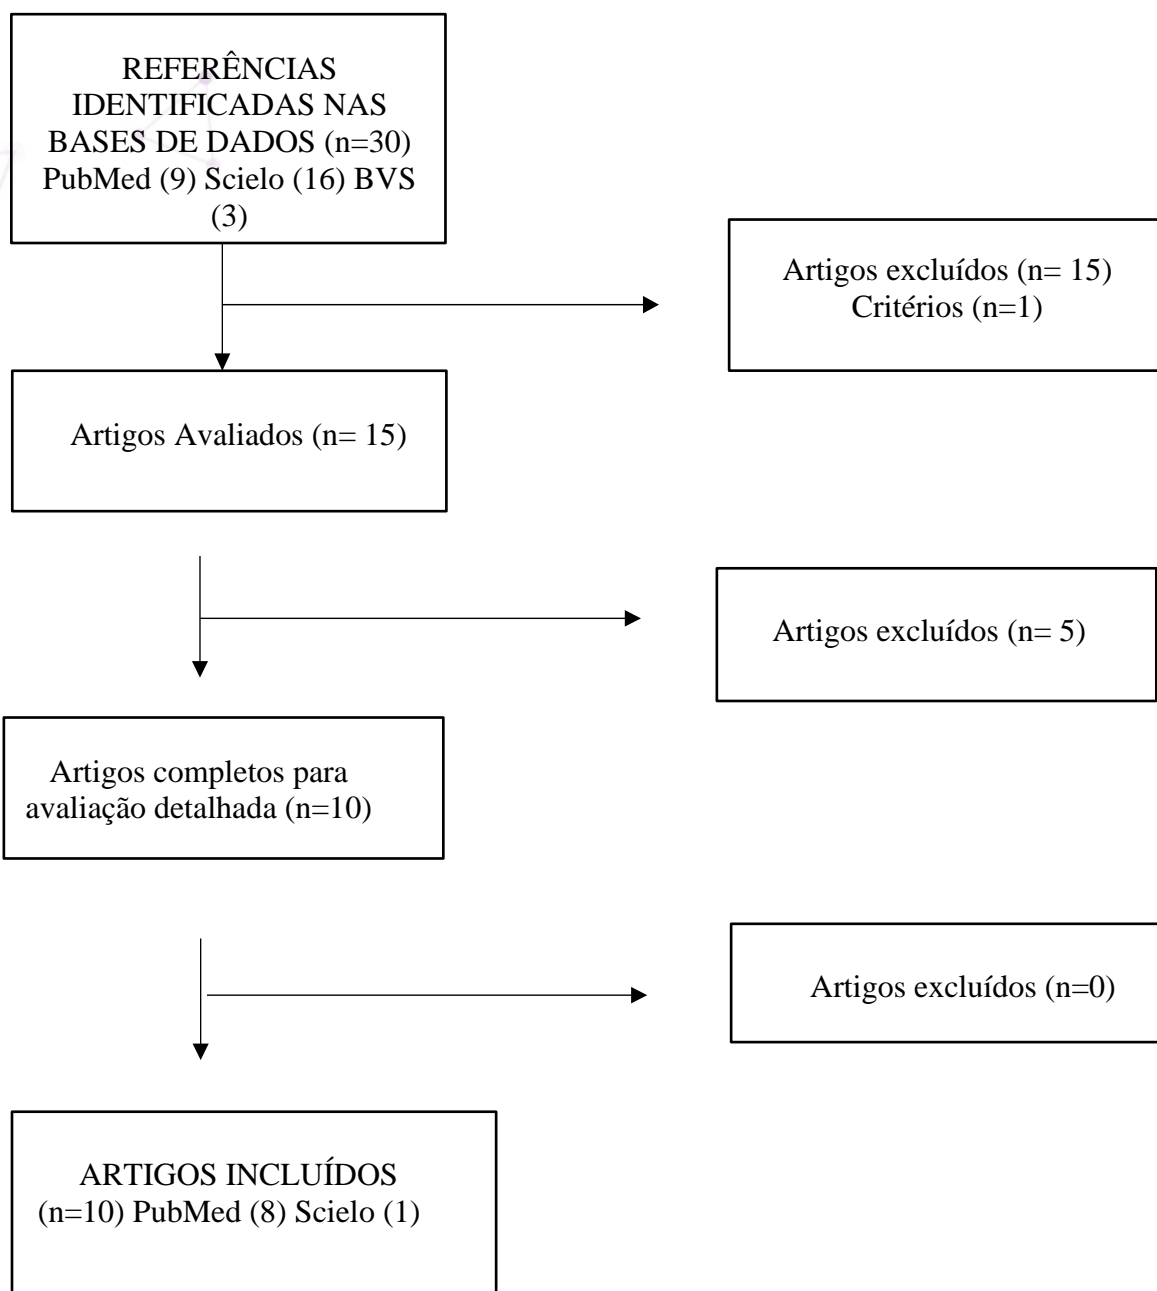 REFERÊNCIAS
IDENTIFICADAS NAS
BASES DE DADOS (n=30)
PubMed (9) Scielo (16) BVS
(3)
Artigos excluídos (n= 15)
Critérios (n=1)
Artigos Avaliados (n= 15)
Artigos excluídos (n= 5)
Artigos completos para
avaliação detalhada (n=10)
Artigos excluídos (n=0)
ARTIGOS INCLUÍDOS
(n=10) PubMed (8) Scielo (1)